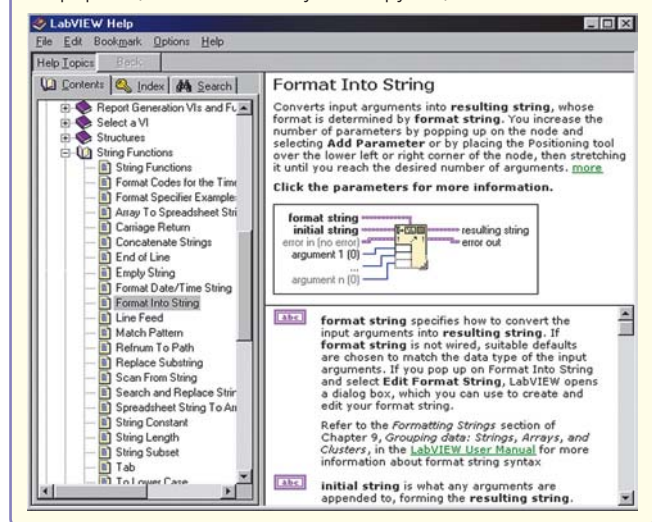 LabVIEW Help
File Edit Bookmark Options Help
Help Topics Back
Contents Index Search
Report Generation VIs and Fu
Select a VI
Structures
String Functions
String Functions
Format Codes for the Time
Format Specifier Example
Array To Spreadsheet Stri
Carriage Return
Concatenate Strings
End of Line
Empty String
Format Date/Time String
Format Into String
Line Feed
Match Pattern
Refnum To Path
Replace Substring
Scan From String
Search and Replace Strin
Spreadsheet String To Arr
String Constant
String Length
String Subset
Tab
To Lower Case
Format Into String
Converts input arguments into resulting string, whose
format is determined by format string. You increase the
number of parameters by popping up on the node and
selecting Add Parameter or by placing the Positioning tool
over the lower left or right corner of the node, then stretching
it until you reach the desired number of arguments. more
Click the parameters for more information.
format string
initial string
error in (no error)
argument 1 (0)
...
argument n (0)
resulting string
error out
abc
format string specifies how to convert the
input arguments into resulting string. If
format string is not wired, suitable defaults
are chosen to match the data type of the input
arguments. If you pop up on Format Into String
and select Edit Format String, LabVIEW opens
a dialog box, which you can use to create and
edit your format string.
Refer to the Formatting Strings section of
Chapter 9, Grouping data: Strings, Arrays, and
Clusters, in the LabVIEW User Manual for more
information about format string syntax
abc
initial string is what any arguments are
appended to, forming the resulting string.